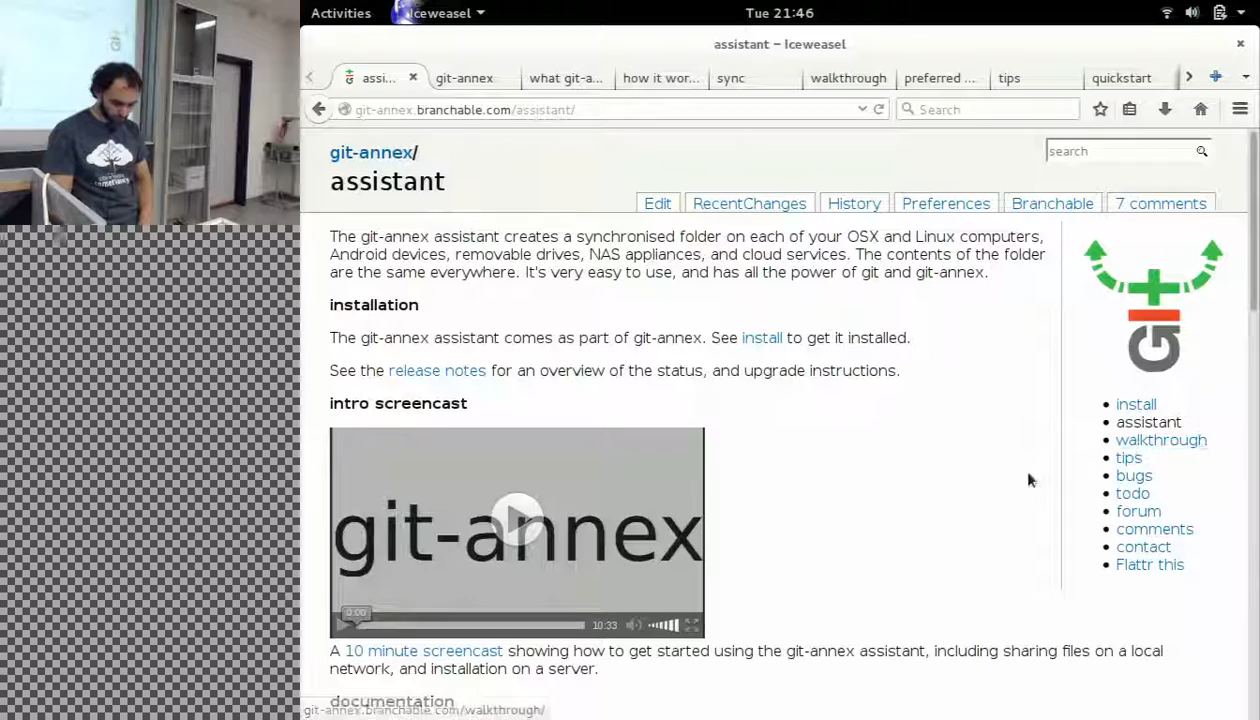 Activities
Iceweasel
Tue 21:46
assistant – Iceweasel
assi...
git-annex
what git-a...
how it wor...
sync
walkthrough
preferred ...
tips
quickstart
git-annex.branchable.com/assistant/
Search
git-annex/
search
assistant
Edit
RecentChanges
History
Preferences
Branchable
7 comments
The git-annex assistant creates a synchronised folder on each of your OSX and Linux computers,
Android devices, removable drives, NAS appliances, and cloud services. The contents of the folder
are the same everywhere. It's very easy to use, and has all the power of git and git-annex.
installation
The git-annex assistant comes as part of git-annex. See install to get it installed.
See the release notes for an overview of the status, and upgrade instructions.
intro screencast
git-annex
0:00
10:33
A 10 minute screencast showing how to get started using the git-annex assistant, including sharing files on a local
network, and installation on a server.
documentation
git-annex.branchable.com/walkthrough/
GIT
install
assistant
walkthrough
tips
bugs
todo
forum
comments
contact
Flattr this